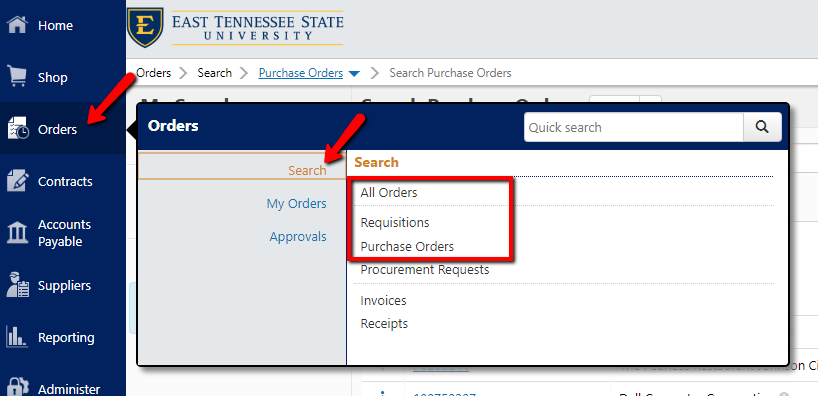 EAST TENNESSEE STATE
UNIVERSITY
Home
Shop
Orders
Contracts
Accounts
Payable
Suppliers
Reporting
Administer
Orders Search Purchase Orders Search Purchase Orders
Orders
Quick search
Search
My Orders
Approvals
Search
All Orders
Requisitions
Purchase Orders
Procurement Requests
Invoices
Receipts